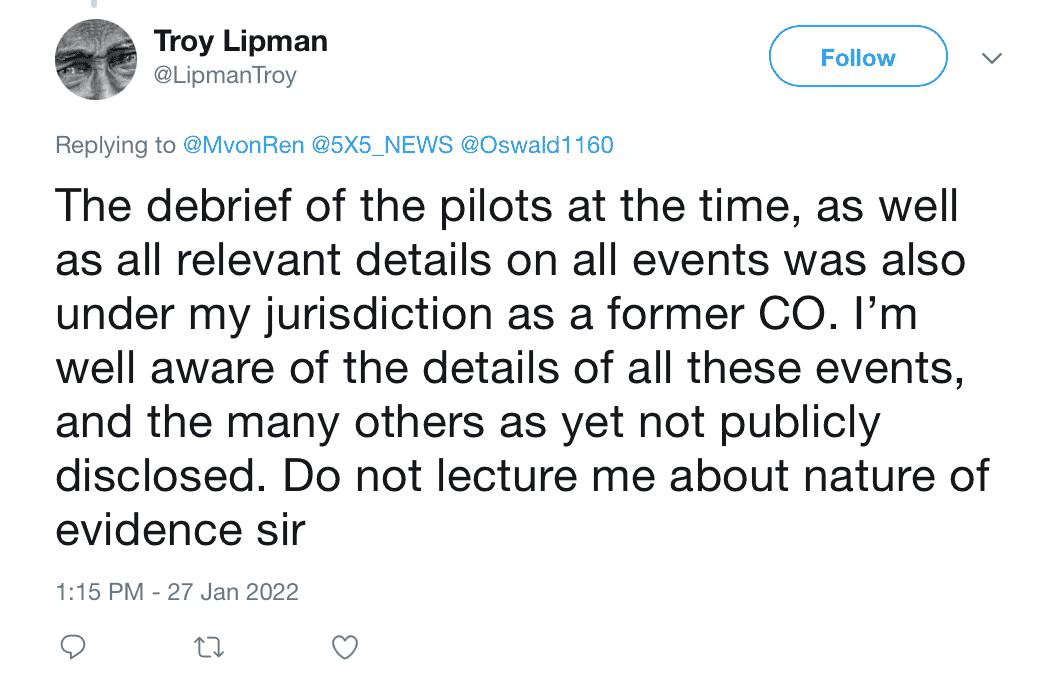 Troy Lipman
@LipmanTroy
Follow
Replying to @MvonRen @5X5_NEWS @Oswald1160
The debrief of the pilots at the time, as well
as all relevant details on all events was also
under my jurisdiction as a former CO. I’m
well aware of the details of all these events,
and the many others as yet not publicly
disclosed. Do not lecture me about nature of
evidence sir
1:15 PM - 27 Jan 2022